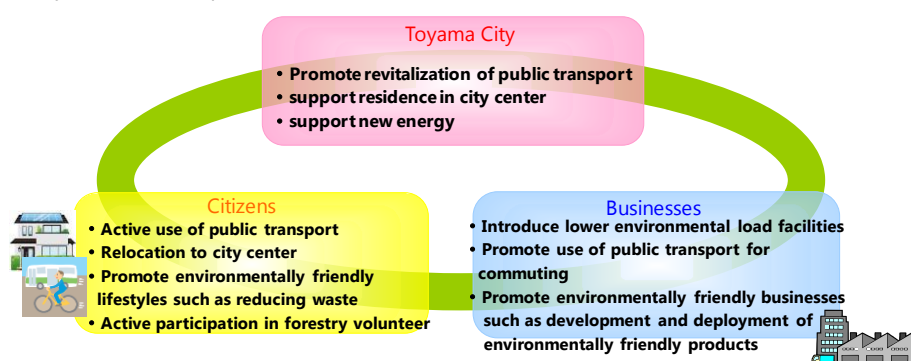 Toyama City
• Promote revitalization of public transport
• support residence in city center
• support new energy
Citizens
• Active use of public transport
• Relocation to city center
• Promote environmentally friendly
lifestyles such as reducing waste
• Active participation in forestry volunteer
Businesses
• Introduce lower environmental load facilities
• Promote use of public transport for
commuting
• Promote environmentally friendly businesses
such as development and deployment of
environmentally friendly products